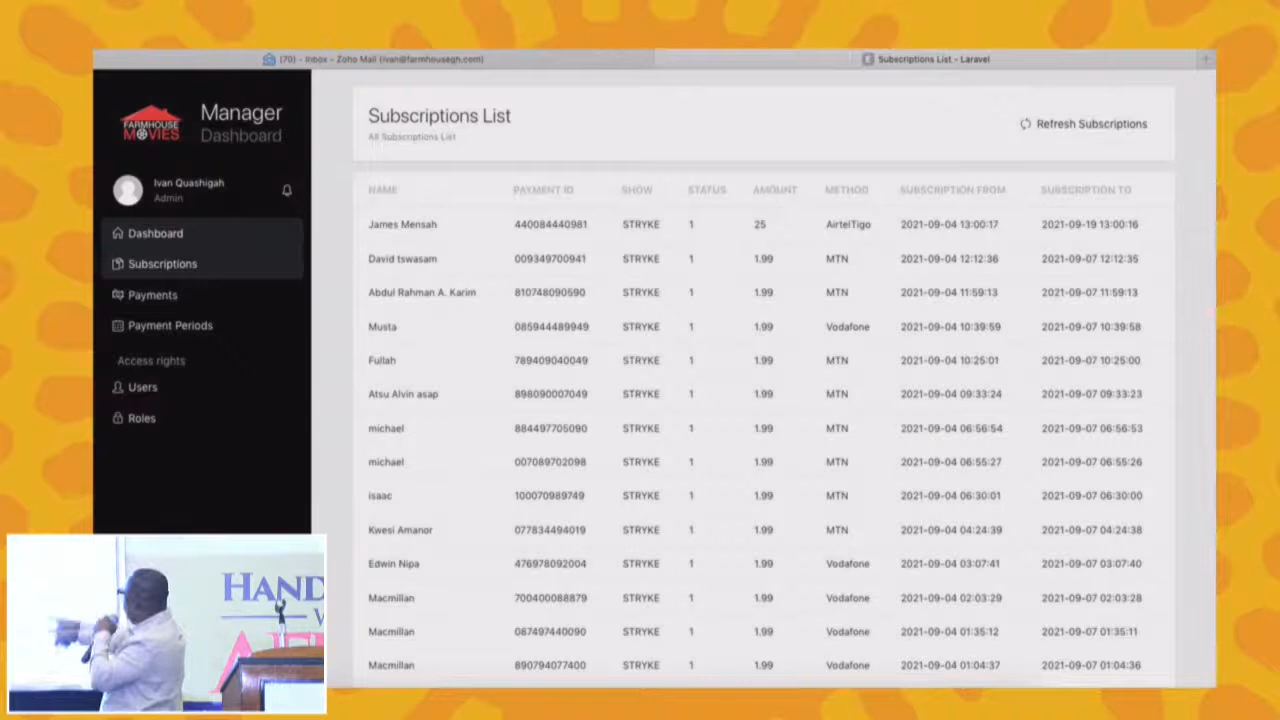 (70) - Inbox - Zoho Mail (ivan@farmhousegh.com)
Subscriptions List - Laravel
FARMHOUSE
MOVIES
Manager
Dashboard
Ivan Quashigah
Admin
Dashboard
Subscriptions
Payments
Payment Periods
Access rights
Users
Roles
Subscriptions List
All Subscriptions List
Refresh Subscriptions
NAME PAYMENT ID SHOW STATUS AMOUNT METHOD SUBSCRIPTION FROM SUBSCRIPTION TO
James Mensah 440084440981 STRYKE 1 25 AirtelTigo 2021-09-04 13:00:17 2021-09-19 13:00:16
David tswasam 009349700941 STRYKE 1 1.99 MTN 2021-09-04 12:12:36 2021-09-07 12:12:35
Abdul Rahman A. Karim 810748090590 STRYKE 1 1.99 MTN 2021-09-04 11:59:13 2021-09-07 11:59:13
Musta 085944489949 STRYKE 1 1.99 Vodafone 2021-09-04 10:39:59 2021-09-07 10:39:58
Fullah 789409040049 STRYKE 1 1.99 MTN 2021-09-04 10:25:01 2021-09-07 10:25:00
Atsu Alvin asap 898090007049 STRYKE 1 1.99 MTN 2021-09-04 09:33:24 2021-09-07 09:33:23
michael 884497705090 STRYKE 1 1.99 MTN 2021-09-04 06:56:54 2021-09-07 06:56:53
michael 007089702098 STRYKE 1 1.99 MTN 2021-09-04 06:55:27 2021-09-07 06:55:26
isaac 100070989749 STRYKE 1 1.99 MTN 2021-09-04 06:30:01 2021-09-07 06:30:00
Kwesi Amanor 077834494019 STRYKE 1 1.99 MTN 2021-09-04 04:24:39 2021-09-07 04:24:38
Edwin Nipa 476978092004 STRYKE 1 1.99 Vodafone 2021-09-04 03:07:41 2021-09-07 03:07:40
Macmillan 700400088879 STRYKE 1 1.99 Vodafone 2021-09-04 02:03:29 2021-09-07 02:03:28
Macmillan 087497440090 STRYKE 1 1.99 Vodafone 2021-09-04 01:35:12 2021-09-07 01:35:11
Macmillan 890794077400 STRYKE 1 1.99 Vodafone 2021-09-04 01:04:37 2021-09-07 01:04:36
HAND